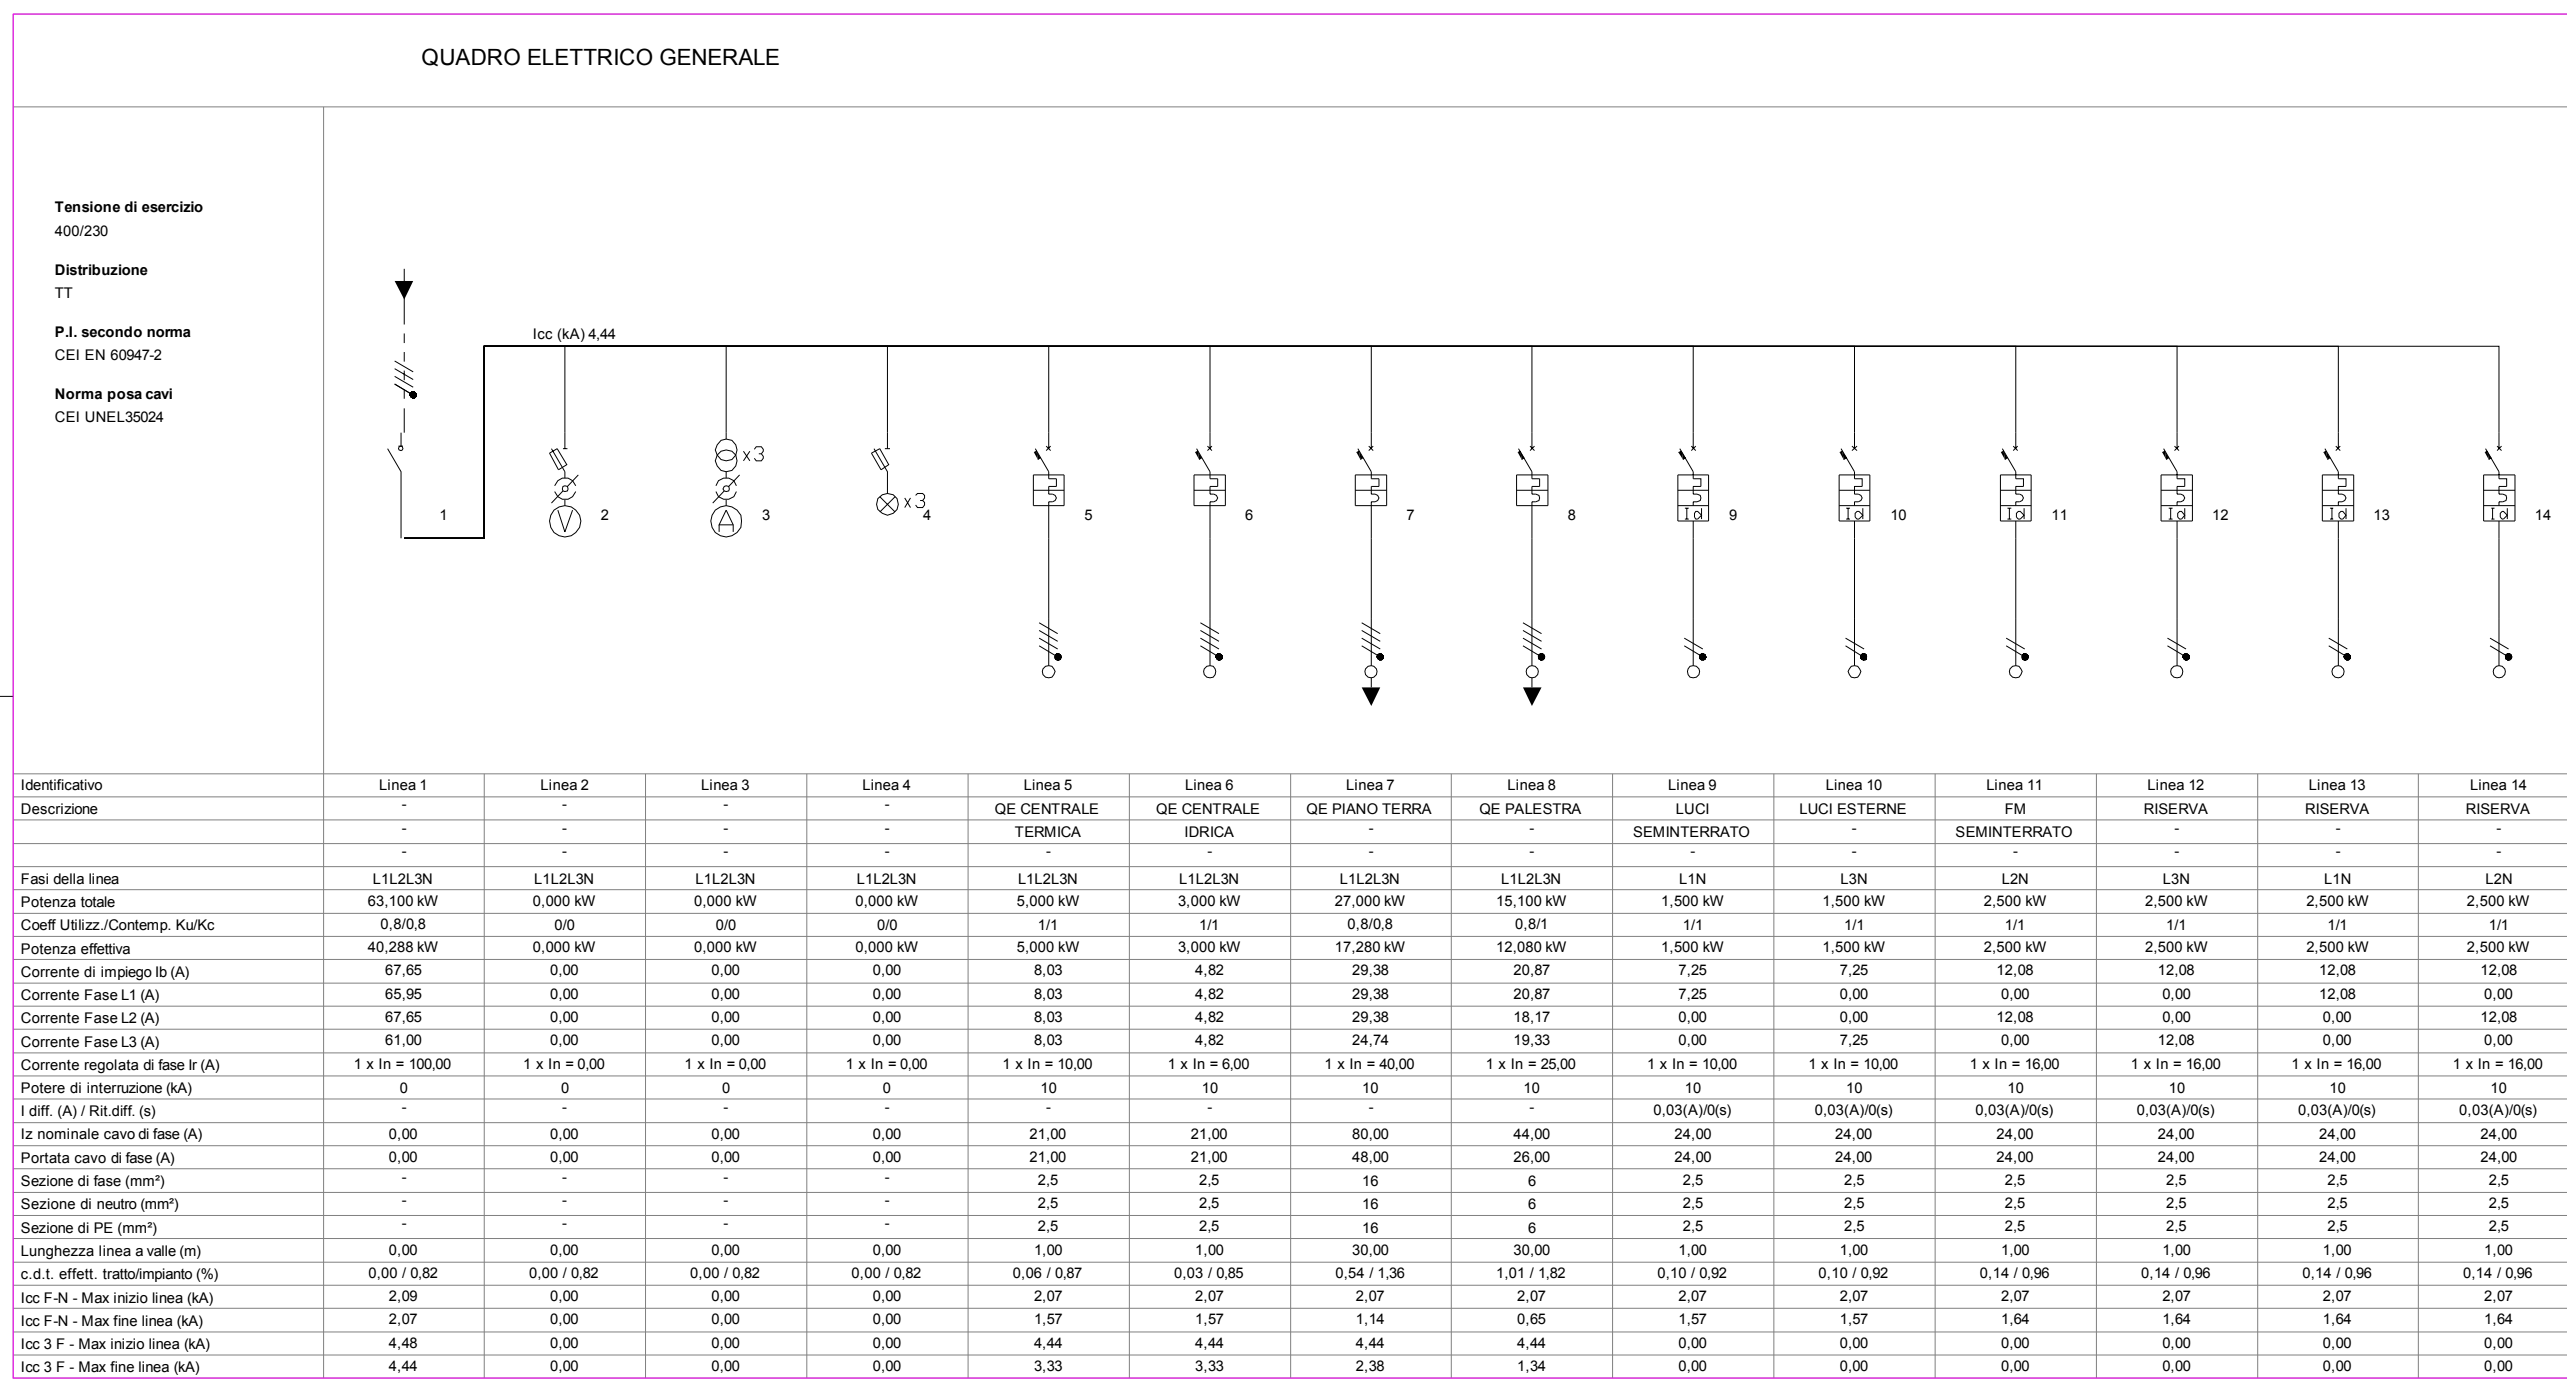 QUADRO ELETTRICO GENERALE
Tensione di esercizio
400/230
Distribuzione
TT
P.I. secondo norma
CEI EN 60947-2
Norma posa cavi
CEI UNEL35024
Icc (kA) 4,44
x3
x3
V
A
Id Id Id Id Id Id
1 2 3 4 5 6 7 8 9 10 11 12 13 14
Identificativo Linea 1 Linea 2 Linea 3 Linea 4 Linea 5 Linea 6 Linea 7 Linea 8 Linea 9 Linea 10 Linea 11 Linea 12 Linea 13 Linea 14
Descrizione - - - - QE CENTRALE QE CENTRALE QE PIANO TERRA QE PALESTRA LUCI LUCI ESTERNE FM RISERVA RISERVA RISERVA
- - - - TERMICA IDRICA - - SEMINTERRATO - SEMINTERRATO - - -
- - - - - - - - - - - - - -
Fasi della linea L1L2L3N L1L2L3N L1L2L3N L1L2L3N L1L2L3N L1L2L3N L1L2L3N L1L2L3N L1N L3N L2N L3N L1N L2N
Potenza totale 63,100 kW 0,000 kW 0,000 kW 0,000 kW 5,000 kW 3,000 kW 27,000 kW 15,100 kW 1,500 kW 1,500 kW 2,500 kW 2,500 kW 2,500 kW 2,500 kW
Coeff Utilizz./Contemp. Ku/Kc 0,8/0,8 0/0 0/0 0/0 1/1 1/1 0,8/0,8 0,8/1 1/1 1/1 1/1 1/1 1/1 1/1
Potenza effettiva 40,288 kW 0,000 kW 0,000 kW 0,000 kW 5,000 kW 3,000 kW 17,280 kW 12,080 kW 1,500 kW 1,500 kW 2,500 kW 2,500 kW 2,500 kW 2,500 kW
Corrente di impiego Ib (A) 67,65 0,00 0,00 0,00 8,03 4,82 29,38 20,87 7,25 7,25 12,08 12,08 12,08 12,08
Corrente Fase L1 (A) 65,95 0,00 0,00 0,00 8,03 4,82 29,38 20,87 7,25 0,00 0,00 0,00 12,08 0,00
Corrente Fase L2 (A) 67,65 0,00 0,00 0,00 8,03 4,82 29,38 18,17 0,00 0,00 12,08 0,00 0,00 12,08
Corrente Fase L3 (A) 61,00 0,00 0,00 0,00 8,03 4,82 24,74 19,33 0,00 7,25 0,00 12,08 0,00 0,00
Corrente regolata di fase Ir (A) 1 x In = 100,00 1 x In = 0,00 1 x In = 0,00 1 x In = 0,00 1 x In = 10,00 1 x In = 6,00 1 x In = 40,00 1 x In = 25,00 1 x In = 10,00 1 x In = 10,00 1 x In = 16,00 1 x In = 16,00 1 x In = 16,00 1 x In = 16,00
Potere di interruzione (kA) 0 0 0 0 10 10 10 10 10 10 10 10 10 10
I diff. (A) / Rit.diff. (s) - - - - - - - - 0,03(A)/0(s) 0,03(A)/0(s) 0,03(A)/0(s) 0,03(A)/0(s) 0,03(A)/0(s) 0,03(A)/0(s)
Iz nominale cavo di fase (A) 0,00 0,00 0,00 0,00 21,00 21,00 80,00 44,00 24,00 24,00 24,00 24,00 24,00 24,00
Portata cavo di fase (A) 0,00 0,00 0,00 0,00 21,00 21,00 48,00 26,00 24,00 24,00 24,00 24,00 24,00 24,00
Sezione di fase (mm²) - - - - 2,5 2,5 16 6 2,5 2,5 2,5 2,5 2,5 2,5
Sezione di neutro (mm²) - - - - 2,5 2,5 16 6 2,5 2,5 2,5 2,5 2,5 2,5
Sezione di PE (mm²) - - - - 2,5 2,5 16 6 2,5 2,5 2,5 2,5 2,5 2,5
Lunghezza linea a valle (m) 0,00 0,00 0,00 0,00 1,00 1,00 30,00 30,00 1,00 1,00 1,00 1,00 1,00 1,00
c.d.t. effett. tratto/impianto (%) 0,00 / 0,82 0,00 / 0,82 0,00 / 0,82 0,00 / 0,82 0,06 / 0,87 0,03 / 0,85 0,54 / 1,36 1,01 / 1,82 0,10 / 0,92 0,10 / 0,92 0,14 / 0,96 0,14 / 0,96 0,14 / 0,96 0,14 / 0,96
Icc F-N - Max inizio linea (kA) 2,09 0,00 0,00 0,00 2,07 2,07 2,07 2,07 2,07 2,07 2,07 2,07 2,07 2,07
Icc F-N - Max fine linea (kA) 2,07 0,00 0,00 0,00 1,57 1,57 1,14 0,65 1,57 1,57 1,64 1,64 1,64 1,64
Icc 3 F - Max inizio linea (kA) 4,48 0,00 0,00 0,00 4,44 4,44 4,44 4,44 0,00 0,00 0,00 0,00 0,00 0,00
Icc 3 F - Max fine linea (kA) 4,44 0,00 0,00 0,00 3,33 3,33 2,38 1,34 0,00 0,00 0,00 0,00 0,00 0,00